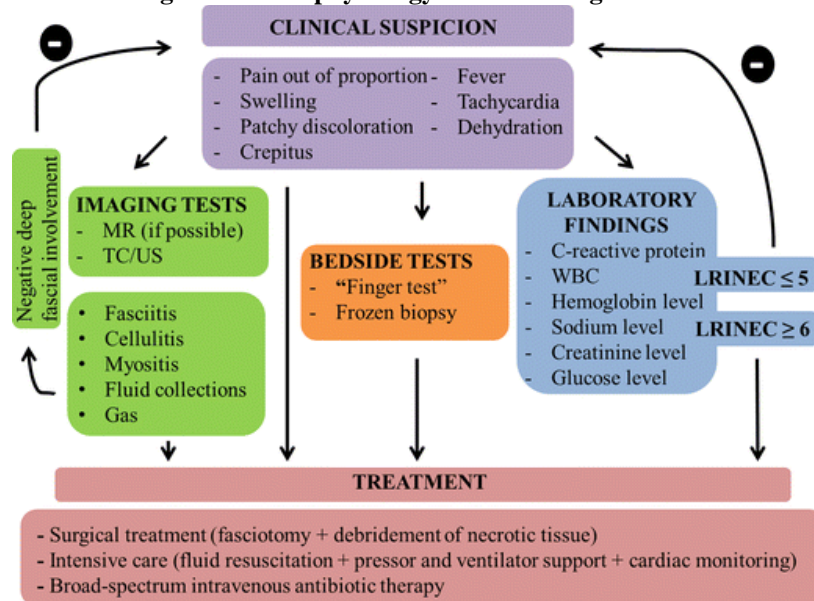 CLINICAL SUSPICION
- Pain out of proportion
- Swelling
- Patchy discoloration
- Crepitus
- Fever
- Tachycardia
- Dehydration
Negative deep
fascial involvement
IMAGING TESTS
- MR (if possible)
- TC/US
• Fasciitis
• Cellulitis
• Myositis
• Fluid collections
• Gas
BEDSIDE TESTS
- “Finger test”
- Frozen biopsy
LABORATORY
FINDINGS
- C-reactive protein
- WBC
- Hemoglobin level
- Sodium level
- Creatinine level
- Glucose level
LRINEC ≤ 5
LRINEC ≥ 6
TREATMENT
- Surgical treatment (fasciotomy + debridement of necrotic tissue)
- Intensive care (fluid resuscitation + pressor and ventilator support + cardiac monitoring)
- Broad-spectrum intravenous antibiotic therapy